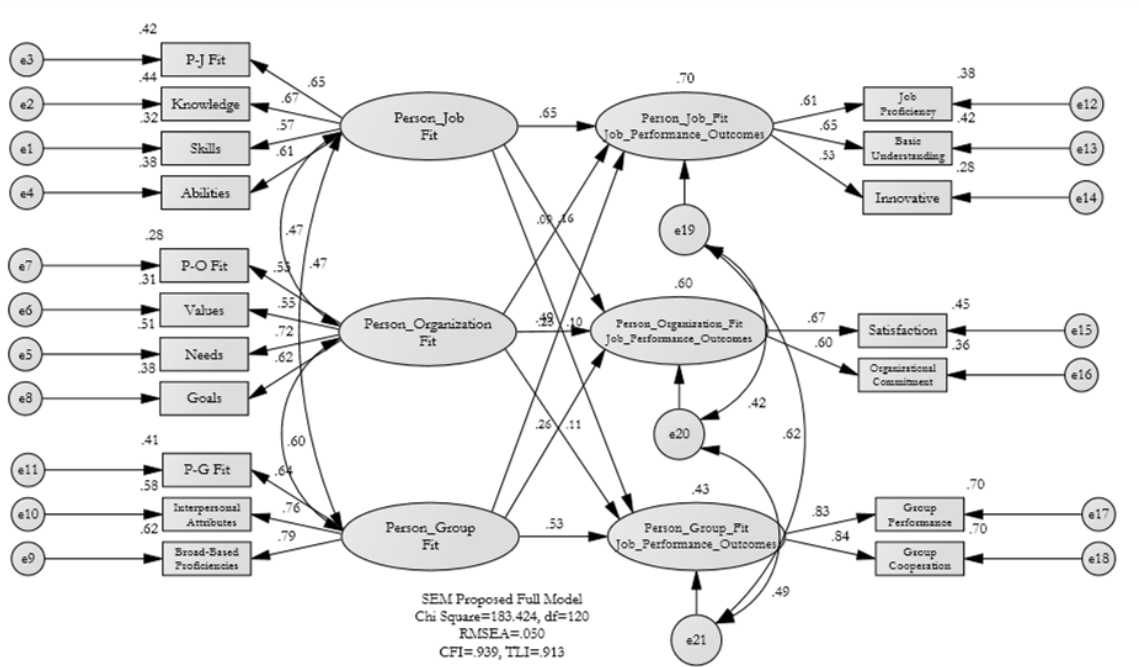 .42
e3
P-J Fit
.44
e2
Knowledge
.32
e1
Skills
.38
e4
Abilities
.65
.67
.57
.61
Person_Job
Fit
.65
.70
Person_Job_Fit
Job_Performance_Outcomes
.61
.65
.53
.38
Job
Proficiency
e12
.42
Basic
Understanding
e13
.28
Innovative
e14
e19
.47
.47
.09
.16
.28
e7
P-O Fit
.31
e6
Values
.51
e5
Needs
.38
e8
Goals
.55
.72
.62
Person_Organization
Fit
.10
.60
Person_Organization_Fit
Job_Performance_Outcomes
.67
.60
.45
Satisfaction
e15
.36
Organizational
Commitment
e16
.42
.62
e20
.60
.26
.11
.41
e11
P-G Fit
.58
e10
Interpersonal
Attributes
.62
e9
Broad-Based
Proficiencies
.64
.76
.79
Person_Group
Fit
.53
.43
Person_Group_Fit
Job_Performance_Outcomes
.83
.84
.70
Group
Performance
e17
.70
Group
Cooperation
e18
.49
e21
SEM Proposed Full Model
Chi Square=183.424, df=120
RMSEA=.050
CFI=.939, TLI=.913